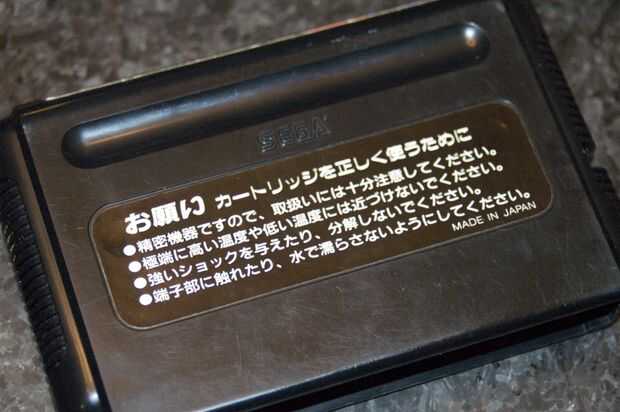 SEGA
お願い カートリッジを正しく使うために
●精密機器ですので、取扱いには十分注意してください。
●極端に高い温度や低い温度には近づけないでください。
●強いショックを与えたり、分解しないでください。
●端子部に触れたり、水で濡らさないようにしてください。
MADE IN JAPAN